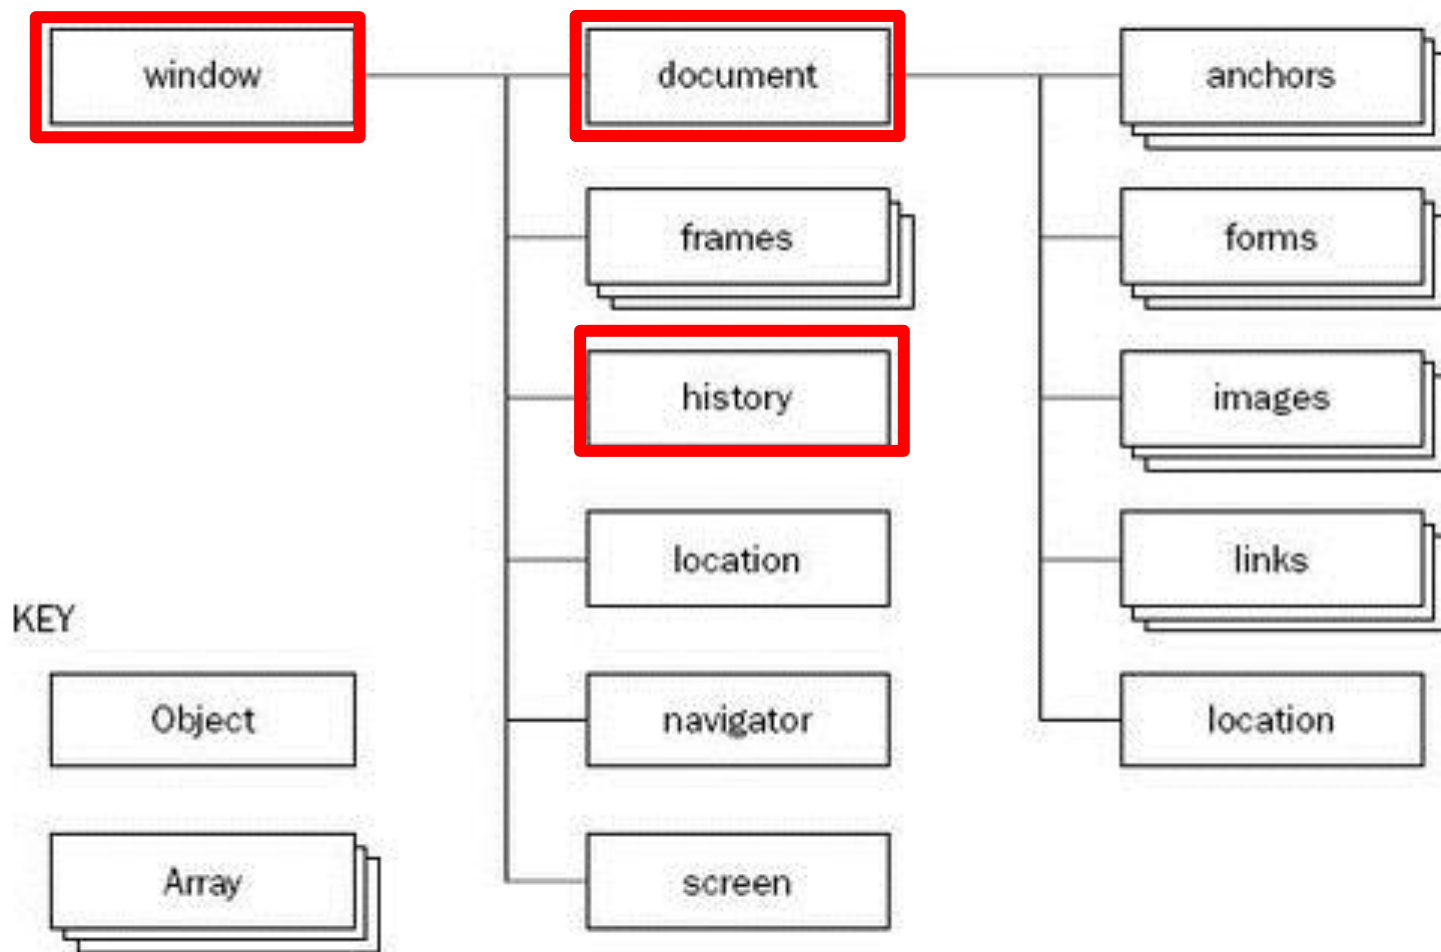 window
document
anchors
frames
forms
history
images
location
links
KEY
Object
navigator
location
Array
screen